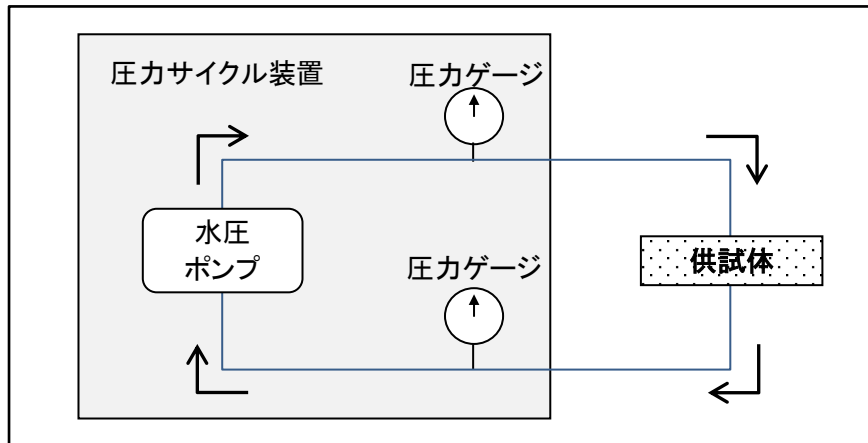 圧力サイクル装置
圧力ゲージ
水圧
ポンプ
圧力ゲージ
供試体